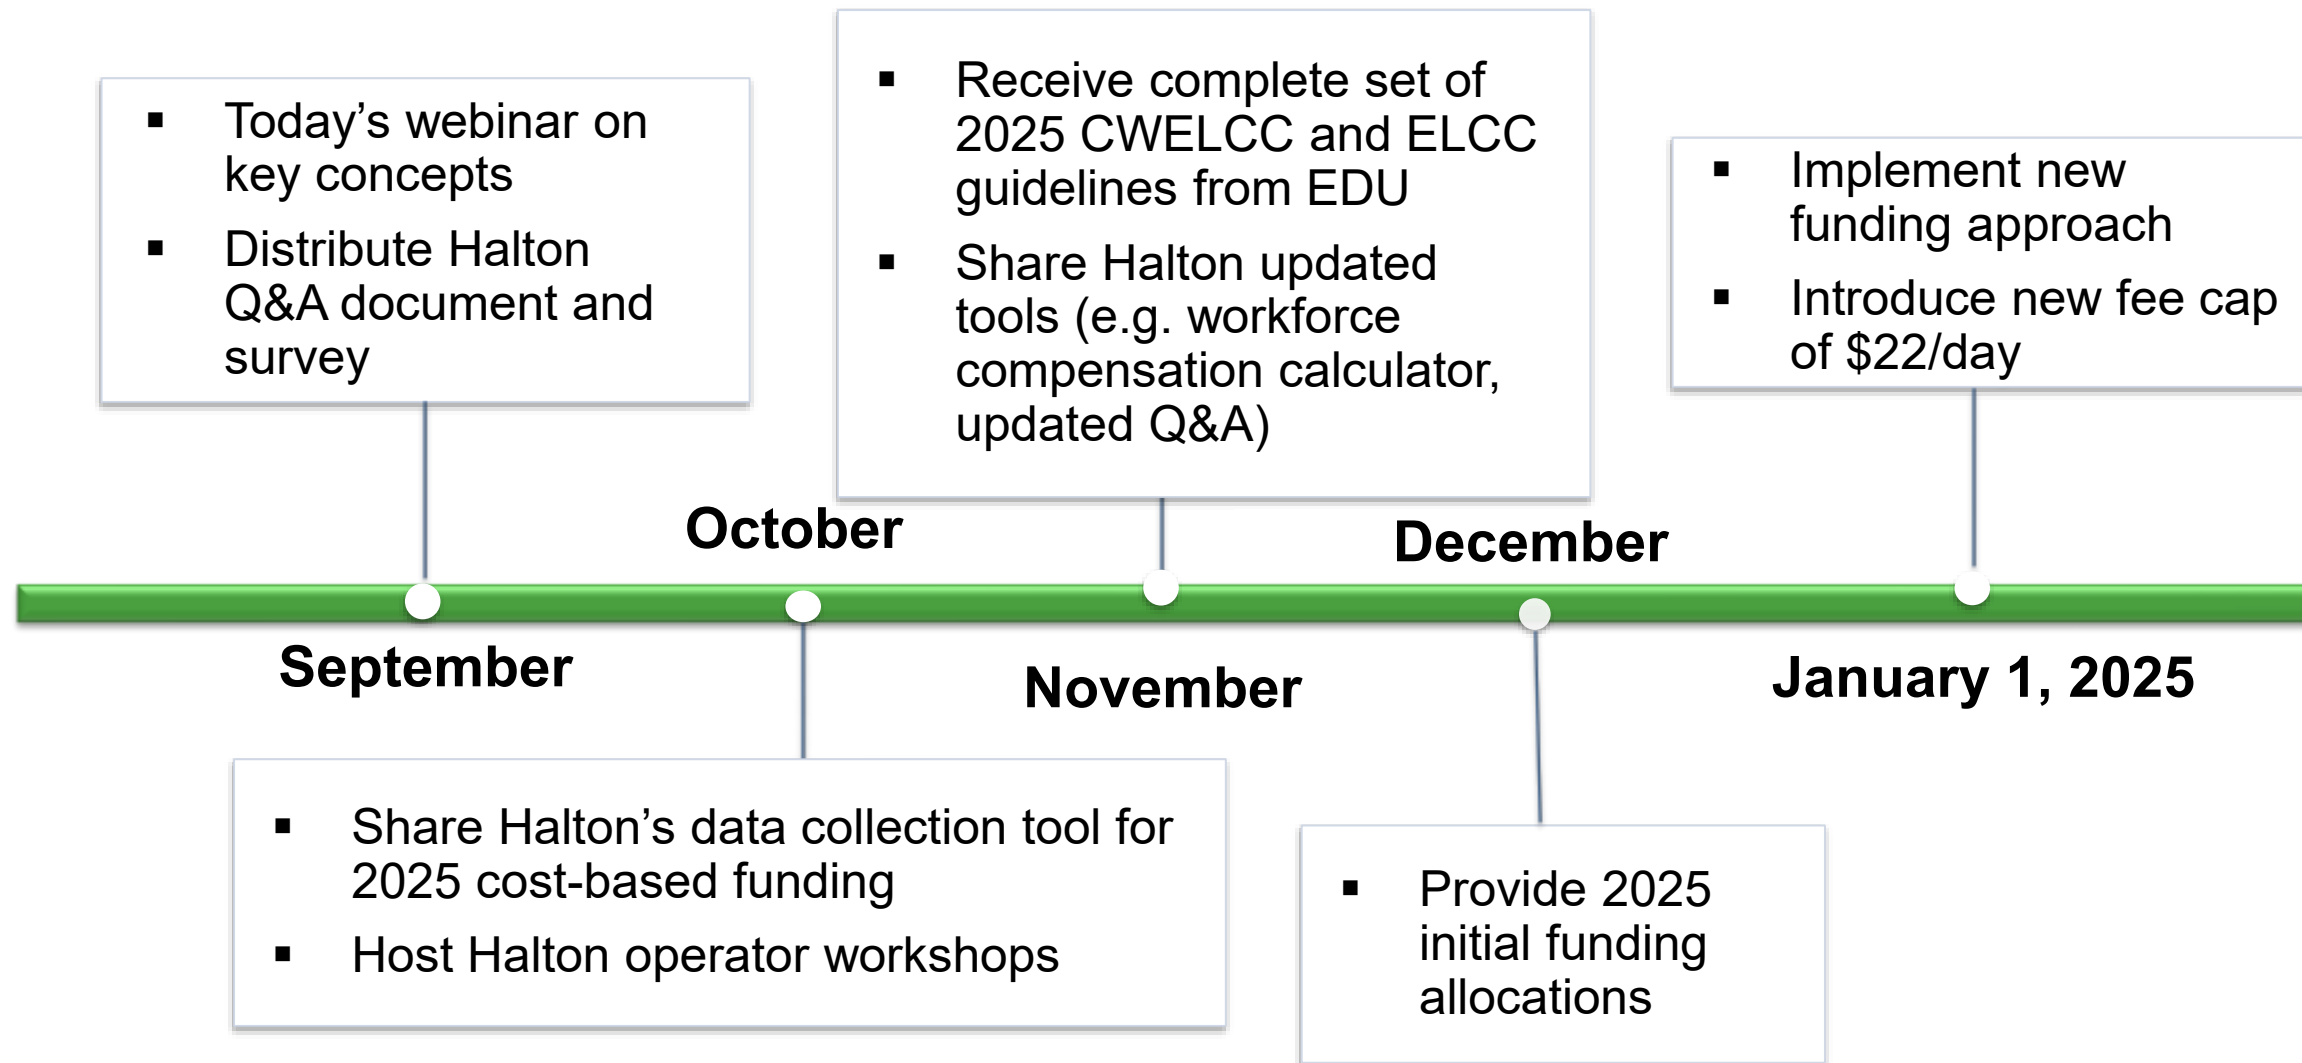 ▪ Today’s webinar on
key concepts
▪ Distribute Halton
Q&A document and
survey
September
October
▪ Share Halton’s data collection tool for
2025 cost-based funding
▪ Host Halton operator workshops
▪ Receive complete set of
2025 CWELCC and ELCC
guidelines from EDU
▪ Share Halton updated
tools (e.g. workforce
compensation calculator,
updated Q&A)
November
December
▪ Provide 2025
initial funding
allocations
▪ Implement new
funding approach
▪ Introduce new fee cap
of $22/day
January 1, 2025